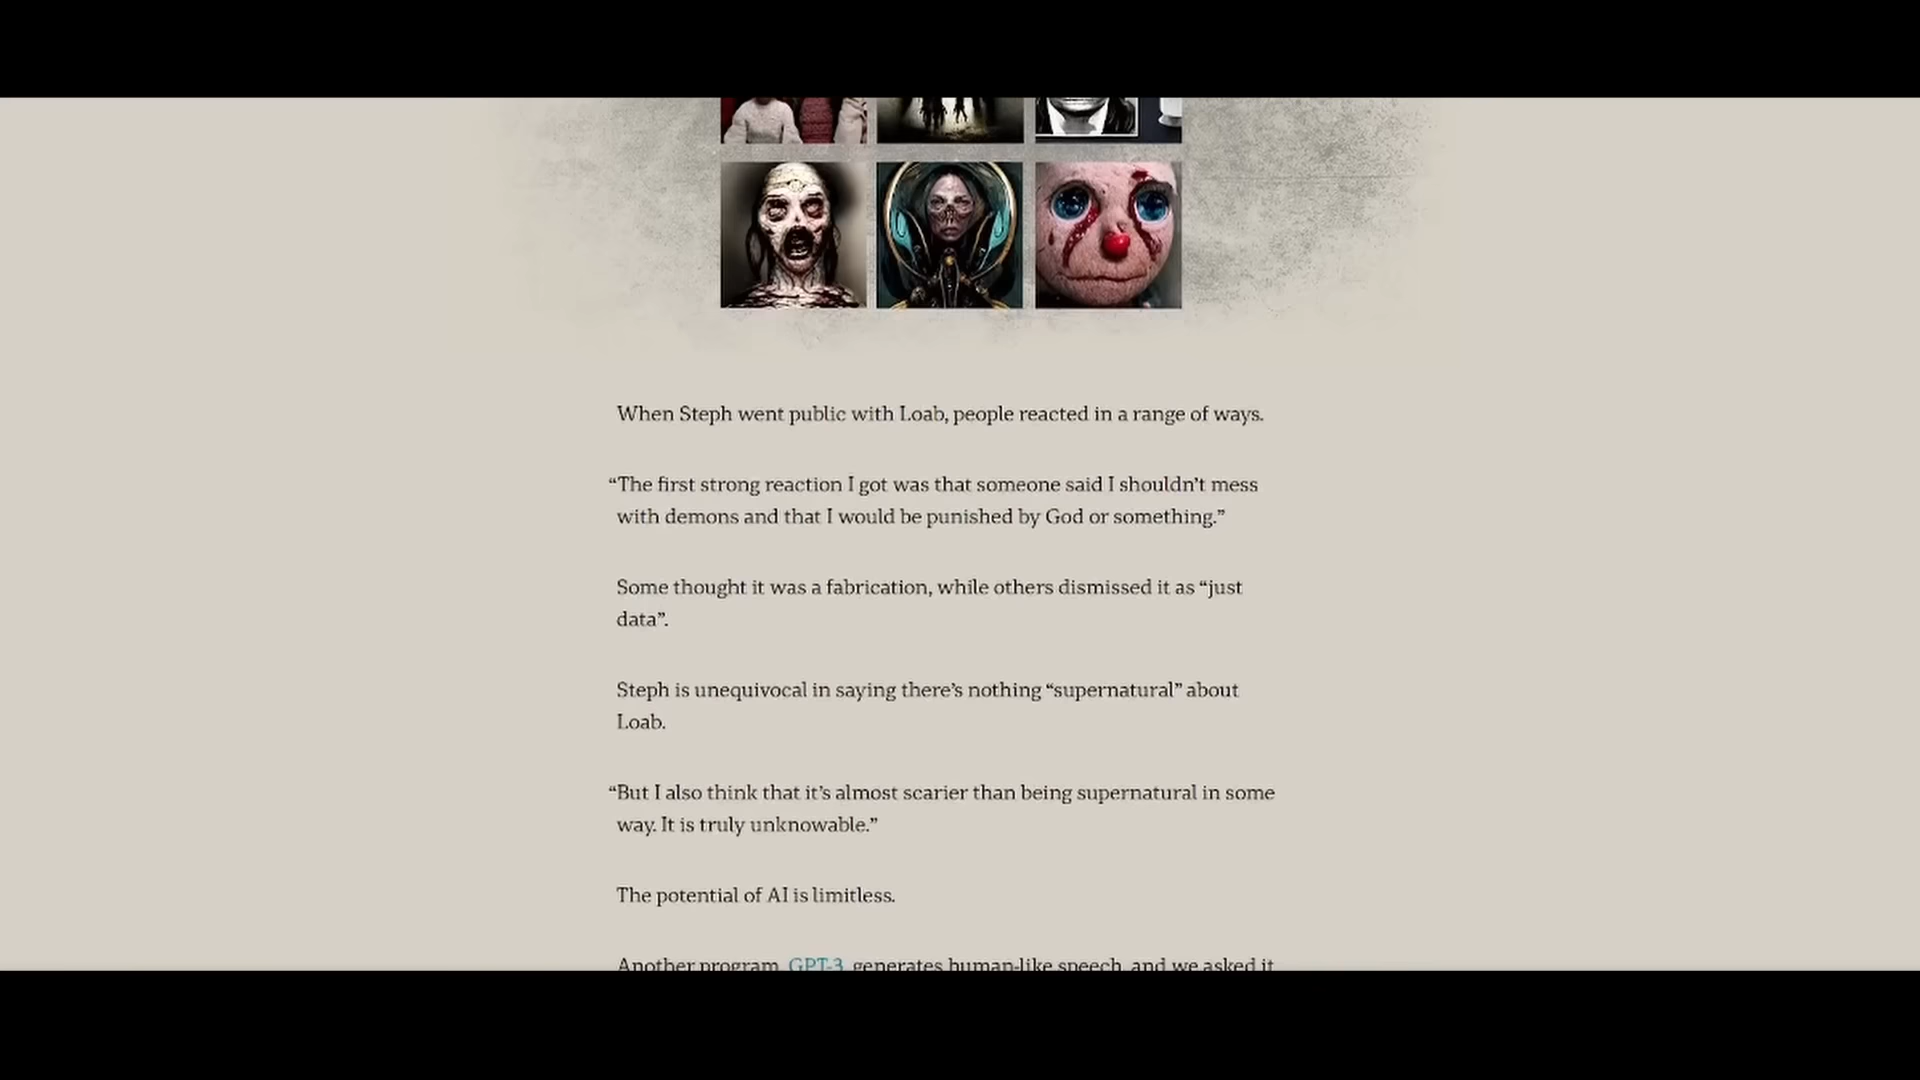 When Steph went public with Loab, people reacted in a range of ways.
“The first strong reaction I got was that someone said I shouldn’t mess
with demons and that I would be punished by God or something.”
Some thought it was a fabrication, while others dismissed it as “just
data”.
Steph is unequivocal in saying there’s nothing “supernatural” about
Loab.
“But I also think that it’s almost scarier than being supernatural in some
way. It is truly unknowable.”
The potential of AI is limitless.
Another program, GPT-3, generates human-like speech, and we asked it